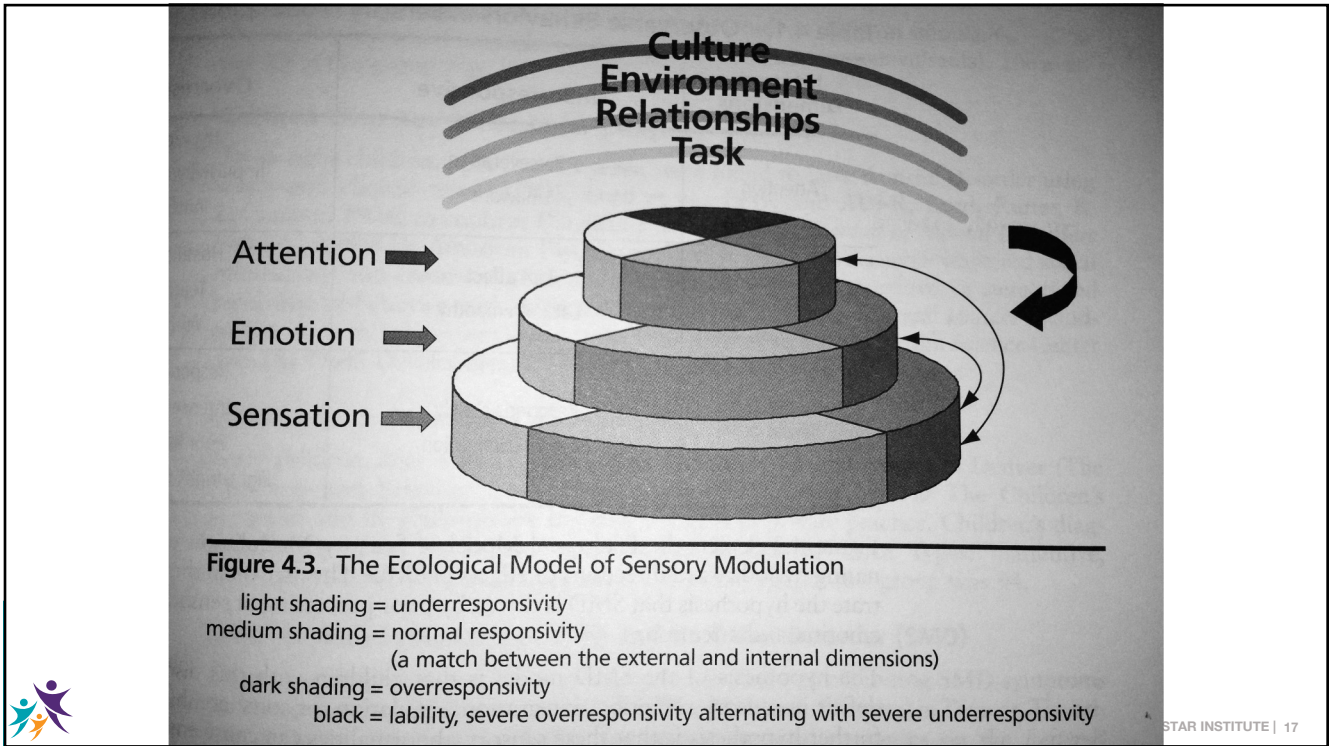 Culture
Environment
Relationships
Task
Attention
Emotion
Sensation
Figure 4.3. The Ecological Model of Sensory Modulation
light shading = underresponsivity
medium shading = normal responsivity
(a match between the external and internal dimensions)
dark shading = overresponsivity
black = lability, severe overresponsivity alternating with severe underresponsivity
STAR INSTITUTE | 17